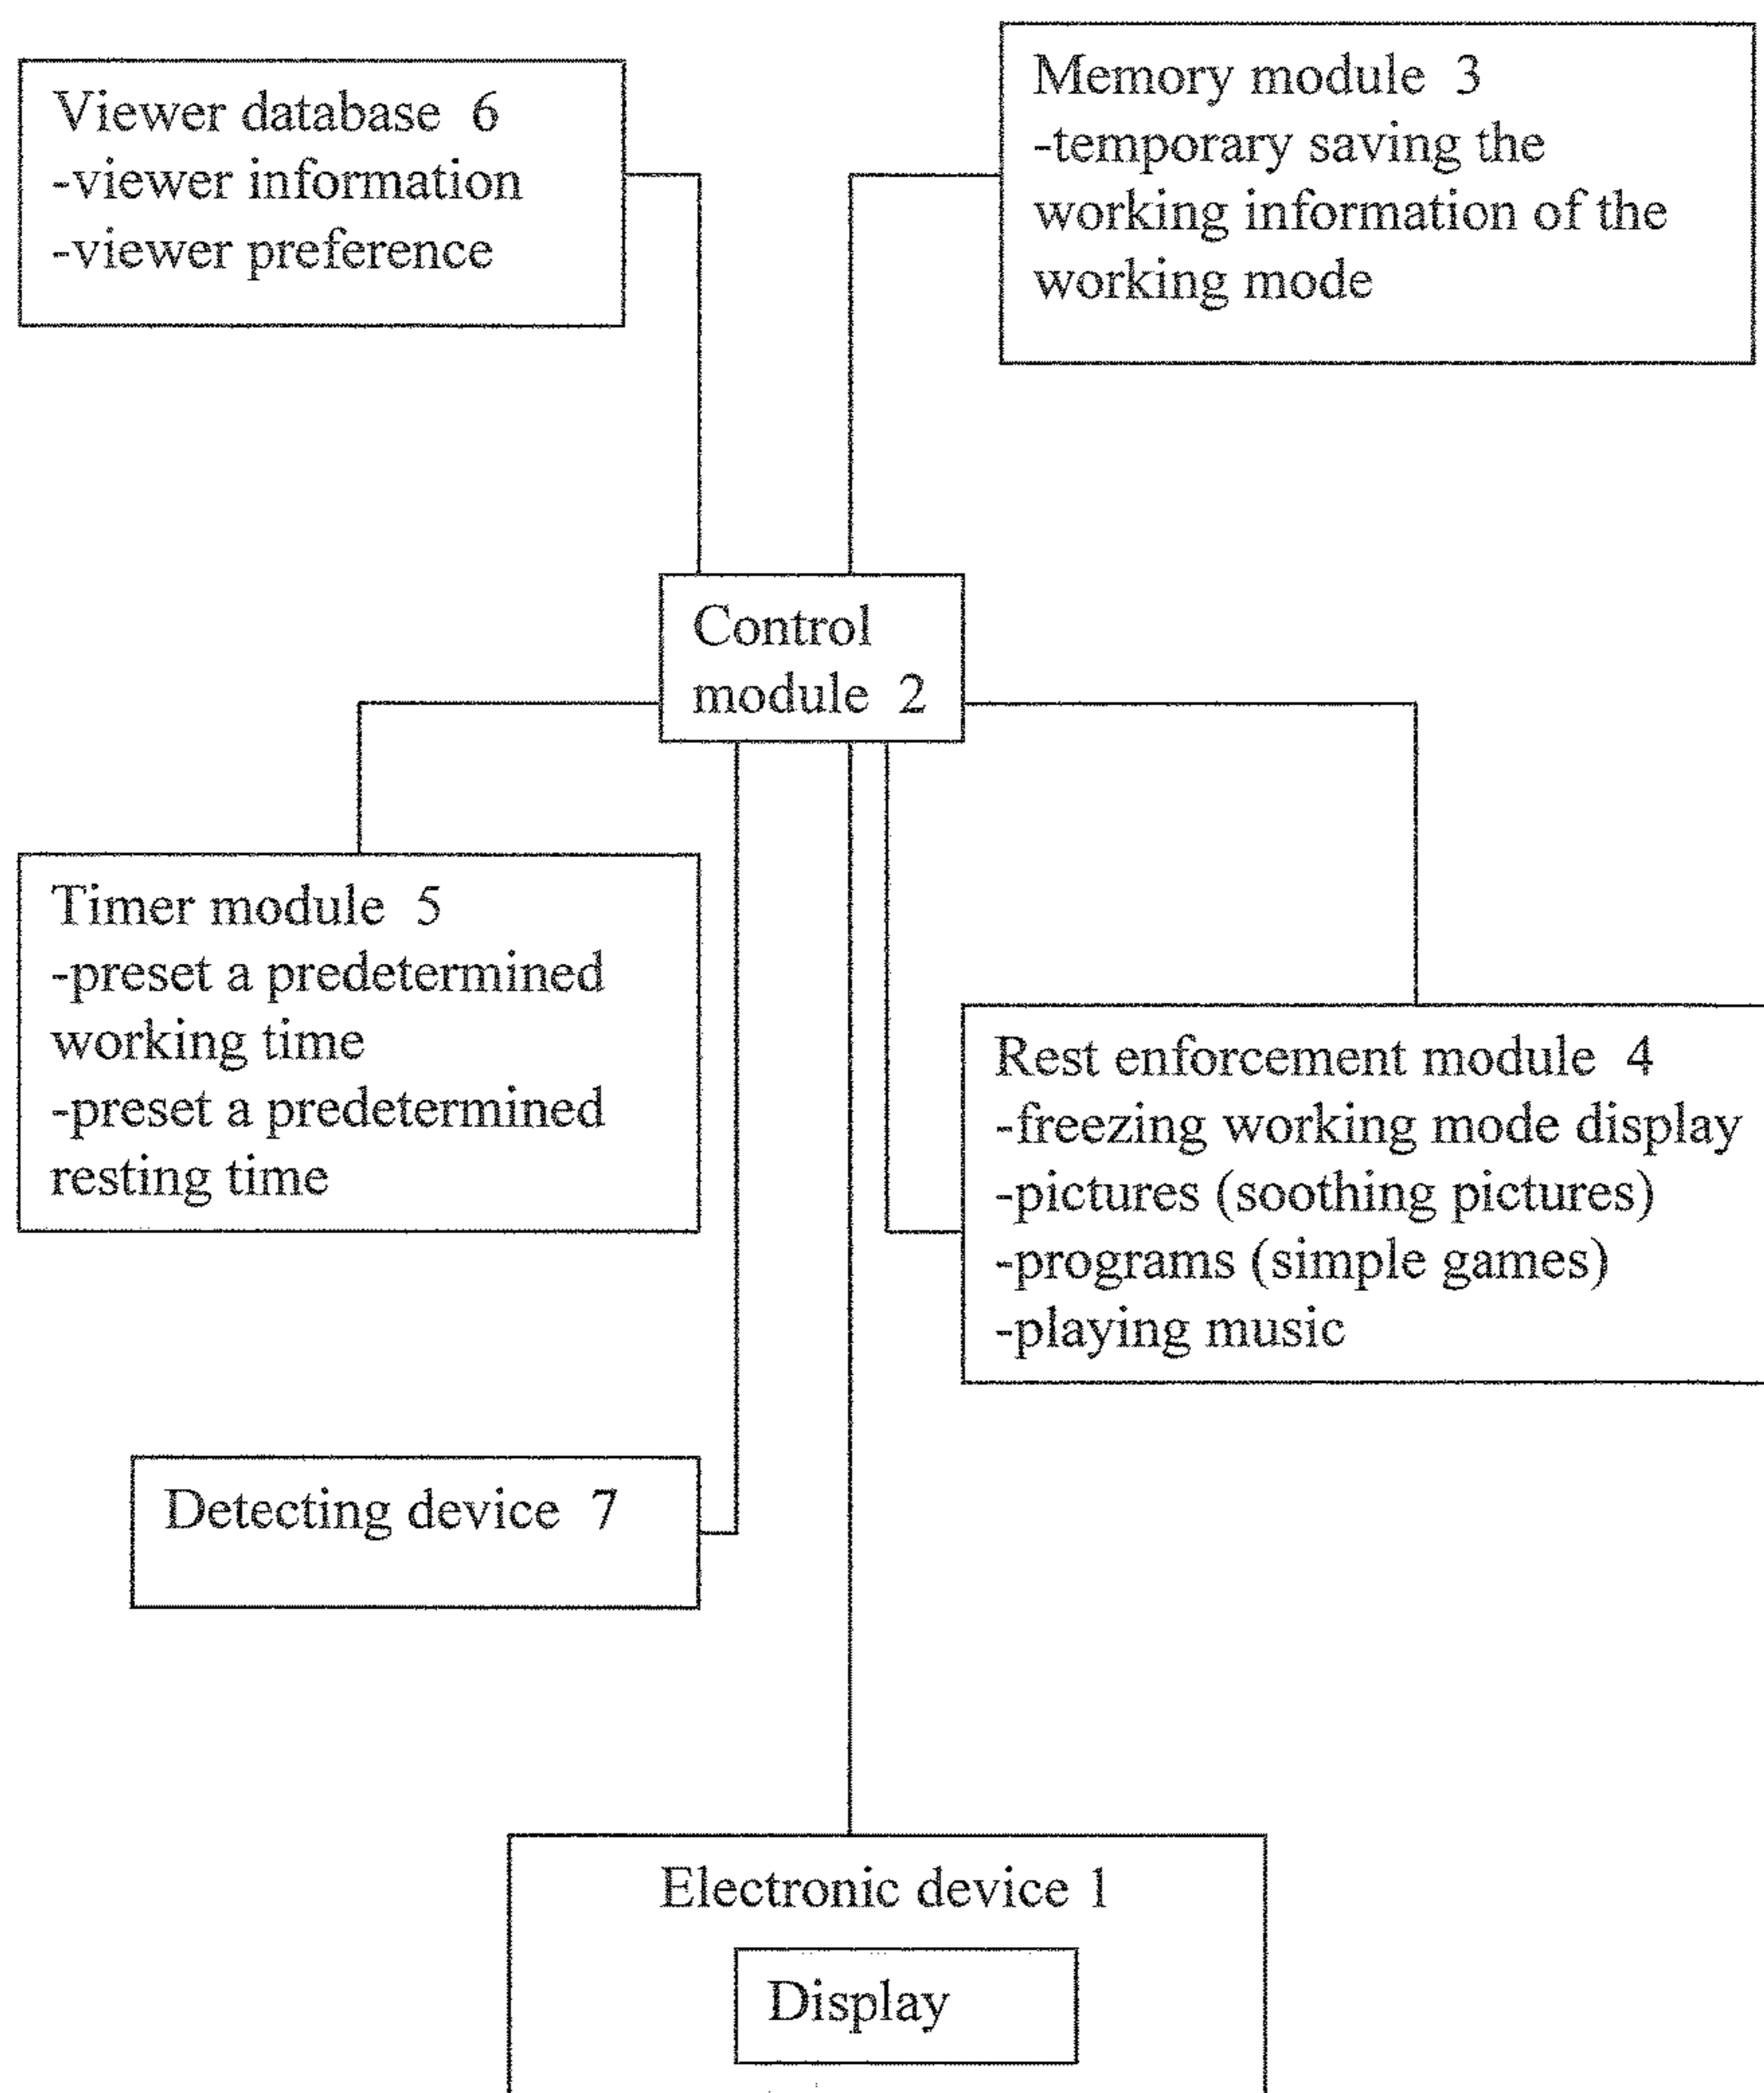 Viewer database 6
-viewer information
-viewer preference
Memory module 3
-temporary saving the
working information of the
working mode
Control
module 2
Timer module 5
-preset a predetermined
working time
-preset a predetermined
resting time
Rest enforcement module 4
-freezing working mode display
-pictures (soothing pictures)
-programs (simple games)
-playing music
Detecting device 7
Electronic device 1
Display